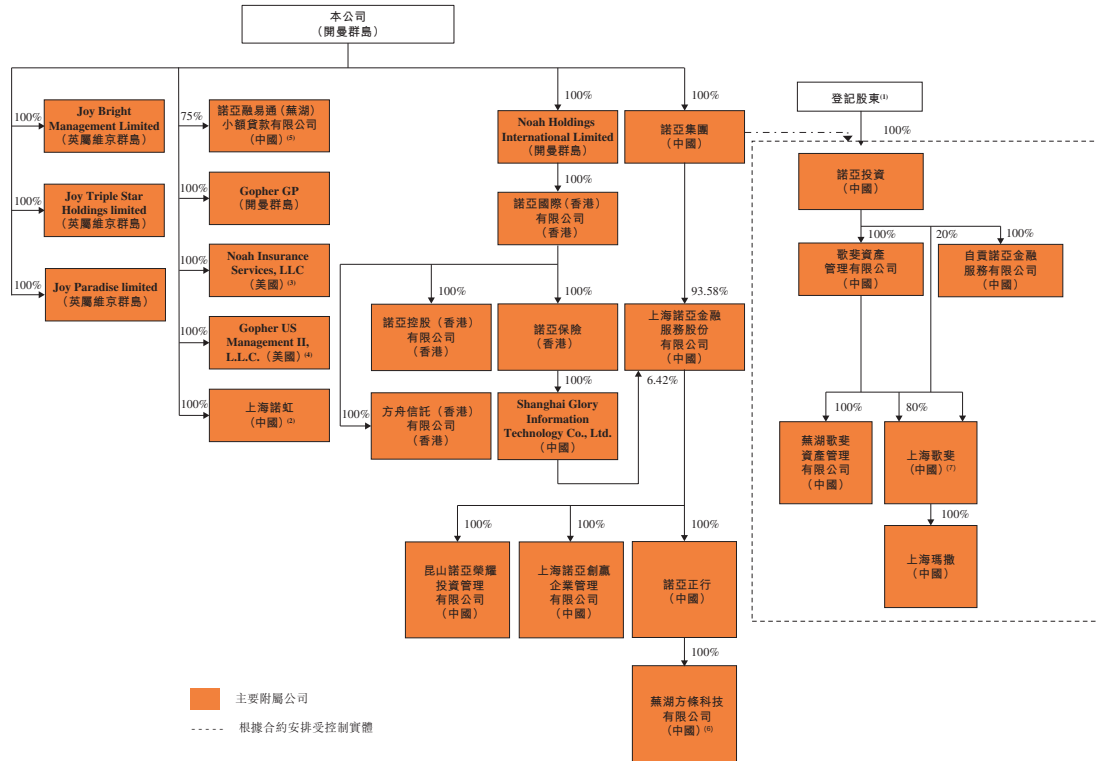 本公司
（開曼群島）
登記股東(1)
100%
Joy Bright
Management Limited
（英屬維京群島）
75%
諾亞融易通（蕪湖）
小額貸款有限公司
（中國）(5)
100%
Noah Holdings
International Limited
（開曼群島）
100%
諾亞集團
（中國）
100%
諾亞投資
（中國）
100%
Joy Triple Star
Holdings limited
（英屬維京群島）
100%
Gopher GP
（開曼群島）
100%
諾亞國際（香港）
有限公司
（香港）
100%
歌斐資產
管理有限公司
（中國）
20%
100%
自貢諾亞金融
服務有限公司
（中國）
100%
Joy Paradise limited
（英屬維京群島）
100%
Noah Insurance
Services, LLC
（美國）(3)
100%
諾亞控股（香港）
有限公司
（香港）
100%
諾亞保險
（香港）
93.58%
上海諾亞金融
服務股份
有限公司
（中國）
100%
Gopher US
Management II,
L.L.C.（美國）(4)
100%
上海諾虹
（中國）(2)
100%
方舟信託（香港）
有限公司
（香港）
100%
Shanghai Glory
Information
Technology Co., Ltd.
（中國）
6.42%
100%
蕪湖歌斐
資產管理
有限公司
（中國）
80%
上海歌斐
（中國）(7)
100%
上海瑪撒
（中國）
100%
昆山諾亞榮耀
投資管理
有限公司
（中國）
100%
上海諾亞創贏
企業管理
有限公司
（中國）
100%
諾亞正行
（中國）
100%
蕪湖方條科技
有限公司
（中國）(6)
主要附屬公司
根據合約安排受控制實體